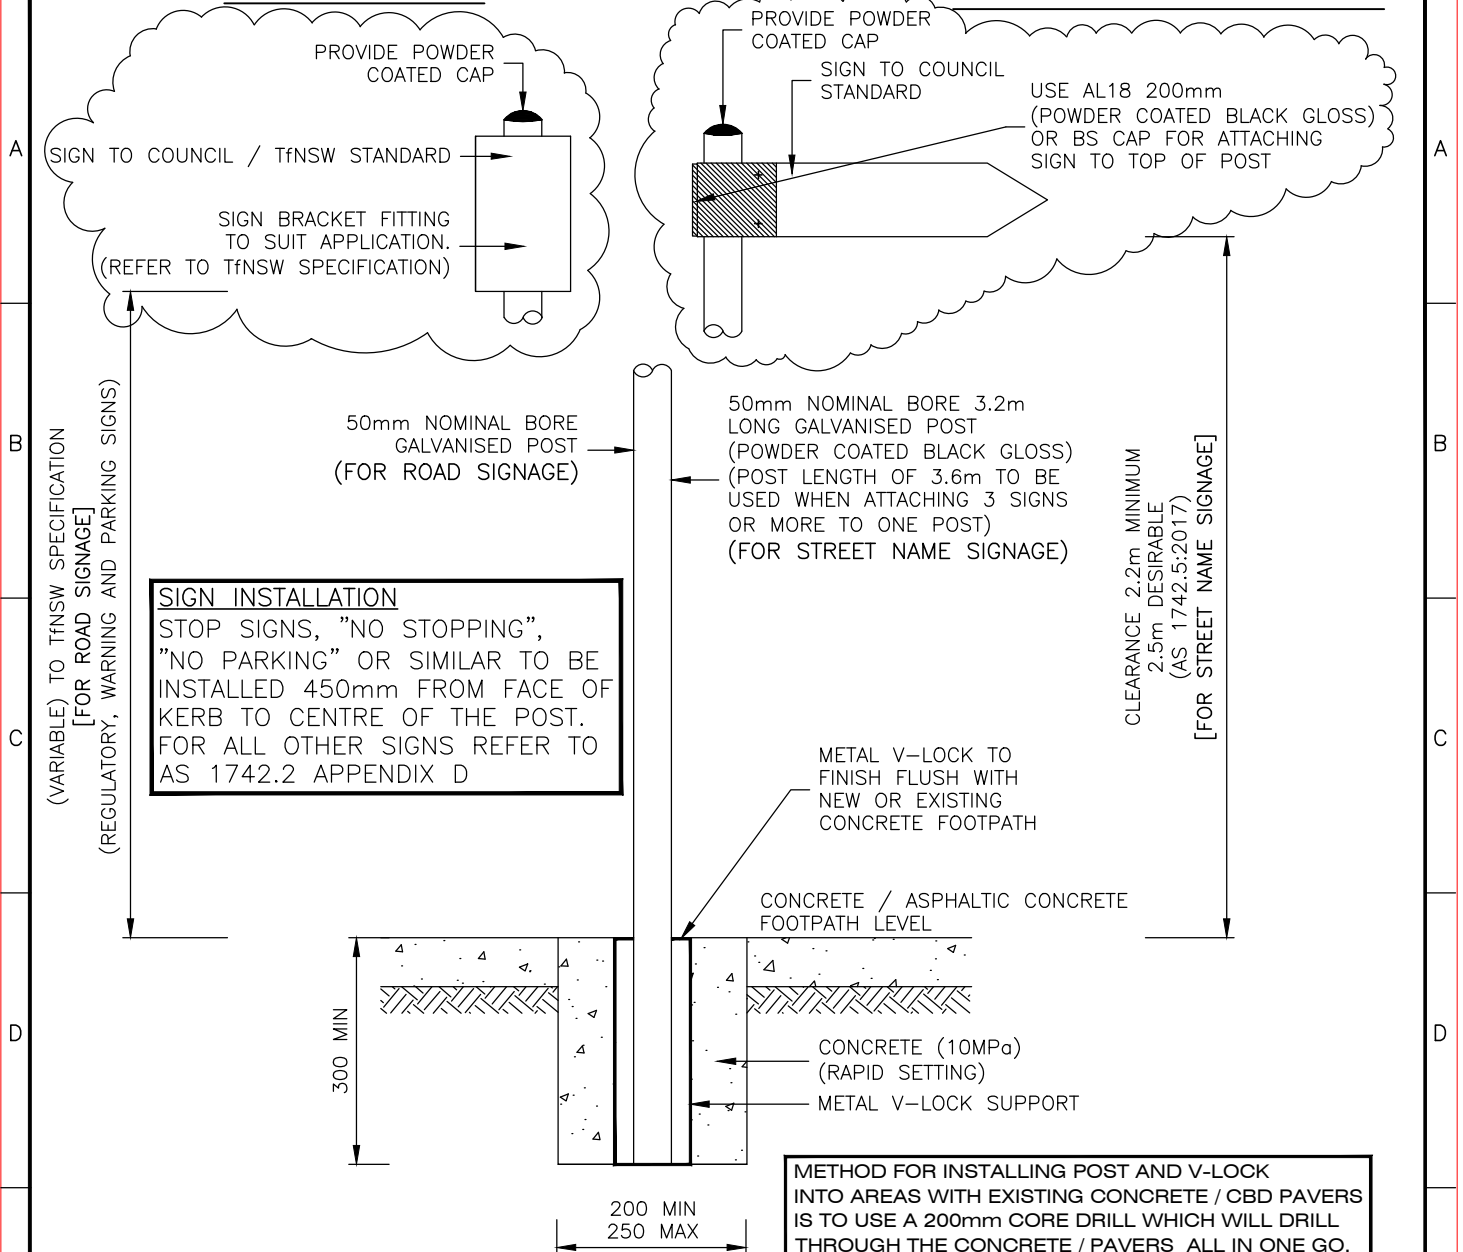 PROVIDE POWDER
COATED CAP
SIGN TO COUNCIL / TfNSW STANDARD
SIGN BRACKET FITTING
TO SUIT APPLICATION.
(REFER TO TfNSW SPECIFICATION)
PROVIDE POWDER
COATED CAP
SIGN TO COUNCIL
STANDARD
USE AL18 200mm
(POWDER COATED BLACK GLOSS)
OR BS CAP FOR ATTACHING
SIGN TO TOP OF POST
A
A
B
B
C
C
D
D
(VARIABLE) TO TfNSW SPECIFICATION
[FOR ROAD SIGNAGE]
(REGULATORY, WARNING AND PARKING SIGNS)
50mm NOMINAL BORE
GALVANISED POST
(FOR ROAD SIGNAGE)
50mm NOMINAL BORE 3.2m
LONG GALVANISED POST
(POWDER COATED BLACK GLOSS)
(POST LENGTH OF 3.6m TO BE
USED WHEN ATTACHING 3 SIGNS
OR MORE TO ONE POST)
(FOR STREET NAME SIGNAGE)
CLEARANCE 2.2m MINIMUM
2.5m DESIRABLE
(AS 1742.5:2017)
[FOR STREET NAME SIGNAGE]
SIGN INSTALLATION
STOP SIGNS, "NO STOPPING",
"NO PARKING" OR SIMILAR TO BE
INSTALLED 450mm FROM FACE OF
KERB TO CENTRE OF THE POST.
FOR ALL OTHER SIGNS REFER TO
AS 1742.2 APPENDIX D
METAL V-LOCK TO
FINISH FLUSH WITH
NEW OR EXISTING
CONCRETE FOOTPATH
CONCRETE / ASPHALTIC CONCRETE
FOOTPATH LEVEL
300 MIN
CONCRETE (10MPa)
(RAPID SETTING)
METAL V-LOCK SUPPORT
200 MIN
250 MAX
METHOD FOR INSTALLING POST AND V-LOCK
INTO AREAS WITH EXISTING CONCRETE / CBD PAVERS
IS TO USE A 200mm CORE DRILL WHICH WILL DRILL
THROUGH THE CONCRETE / PAVERS ALL IN ONE GO.